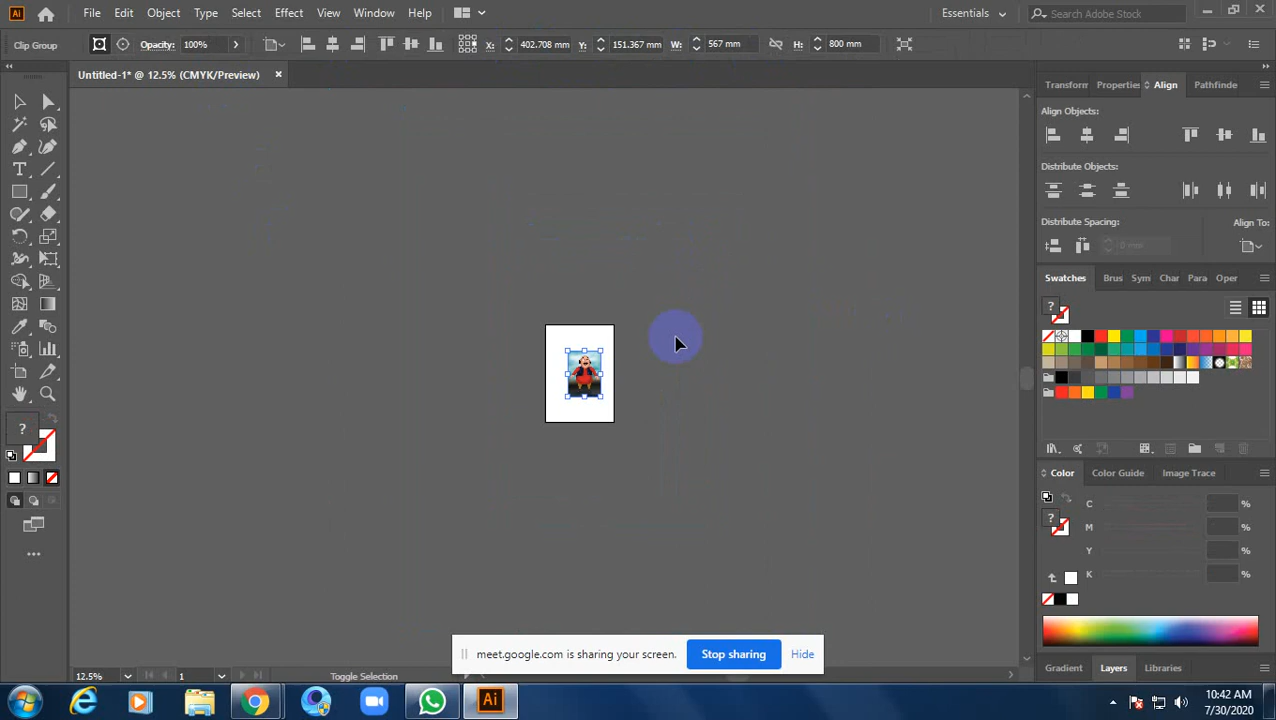 Ai File Edit Object Type Select Effect View Window Help Essentials Search Adobe Stock
Clip Group Opacity: 100% X: 402.708 mm Y: 151.367 mm W: 567 mm H: 800 mm
Untitled-1* @ 12.5% (CMYK/Preview)
Transform Properties Align Pathfinde
Align Objects:
Distribute Objects:
Distribute Spacing: Align To:
0 mm
Swatches Brus Sym Char Para Oper
?
?
Color Color Guide Image Trace
C %
? M %
Y %
K %
meet.google.com is sharing your screen. Stop sharing Hide
12.5% 1 Toggle Selection
Gradient Layers Libraries
Ai
10:42 AM
7/30/2020